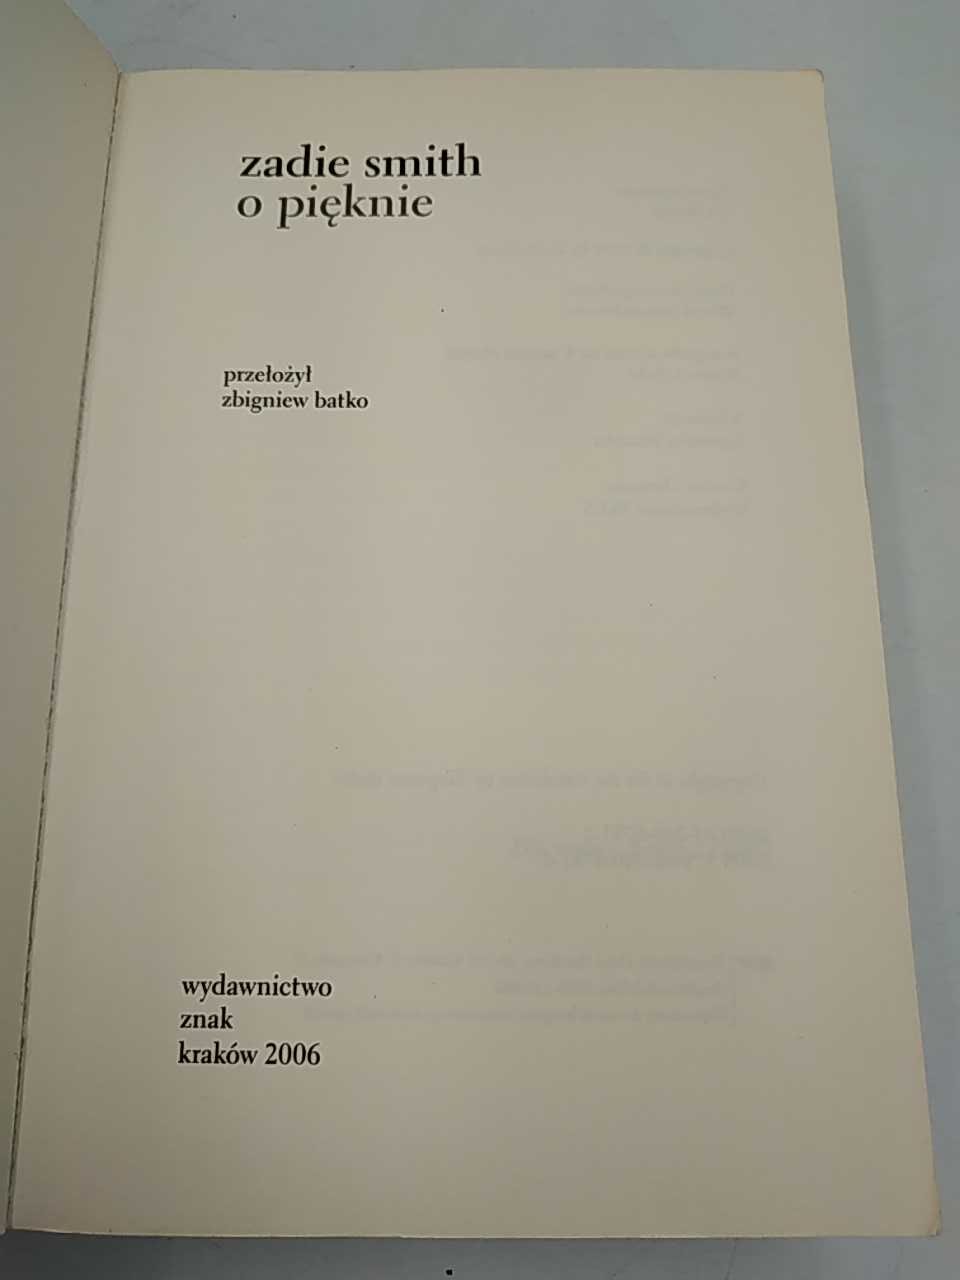 zadie smith
o pięknie
przełożył
zbigniew batko
wydawnictwo
znak
kraków 2006